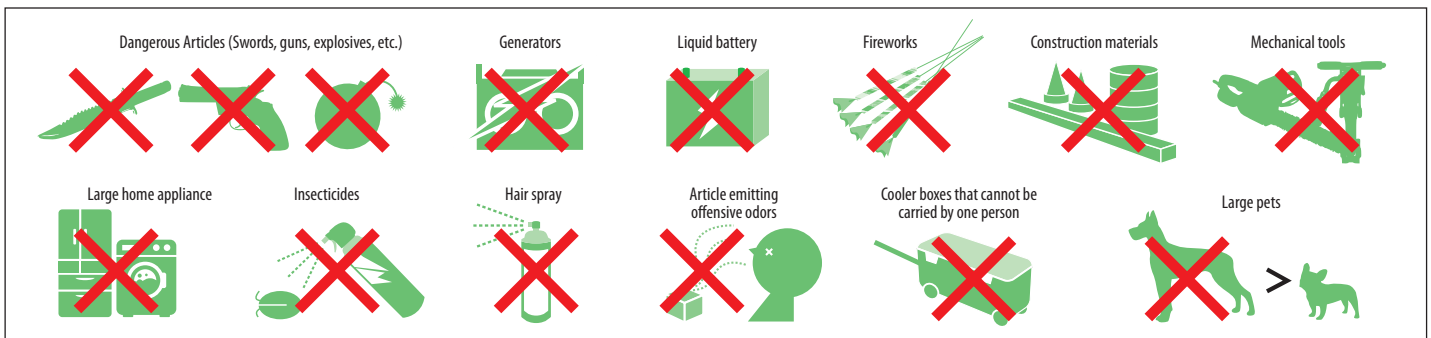 Dangerous Articles (Swords, guns, explosives, etc.)
Generators
Liquid battery
Fireworks
Construction materials
Mechanical tools
Large home appliance
Insecticides
Hair spray
Article emitting
offensive odors
Cooler boxes that cannot be
carried by one person
Large pets
>